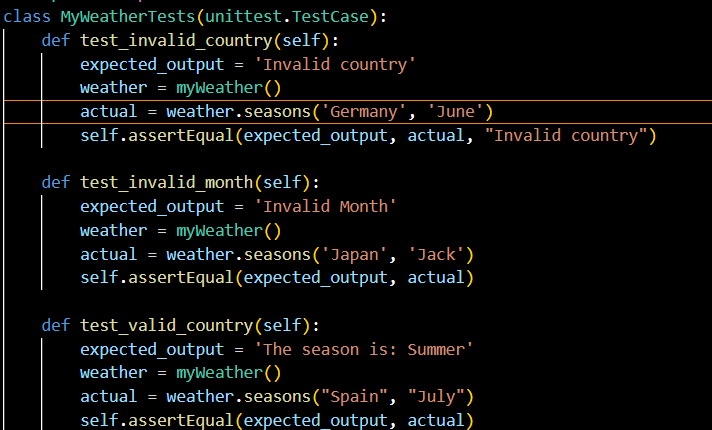 class MyWeatherTests(unittest.TestCase):
    def test_invalid_country(self):
        expected_output = 'Invalid country'
        weather = myWeather()
        actual = weather.seasons('Germany', 'June')
        self.assertEqual(expected_output, actual, "Invalid country")

    def test_invalid_month(self):
        expected_output = 'Invalid Month'
        weather = myWeather()
        actual = weather.seasons('Japan', 'Jack')
        self.assertEqual(expected_output, actual)

    def test_valid_country(self):
        expected_output = 'The season is: Summer'
        weather = myWeather()
        actual = weather.seasons("Spain", "July")
        self.assertEqual(expected_output, actual)